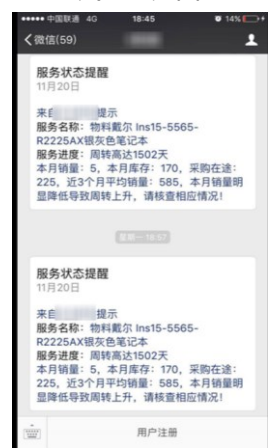 中国联通 4G 18:45 14%
微信(59)
服务状态提醒
11月20日
来自 提示
服务名称：物料戴尔 Ins15-5565-
R2225AX银灰色笔记本
服务进度：周转高达1502天
本月销量：5，本月库存：170，采购在途：
225，近3个月平均销量：585，本月销量明
显降低导致周转上升，请核查相应情况！
星期一 18:57
服务状态提醒
11月20日
来自 提示
服务名称：物料戴尔 Ins15-5565-
R2225AX银灰色笔记本
服务进度：周转高达1502天
本月销量：5，本月库存：170，采购在途：
225，近3个月平均销量：585，本月销量明
显降低导致周转上升，请核查相应情况！
用户注册